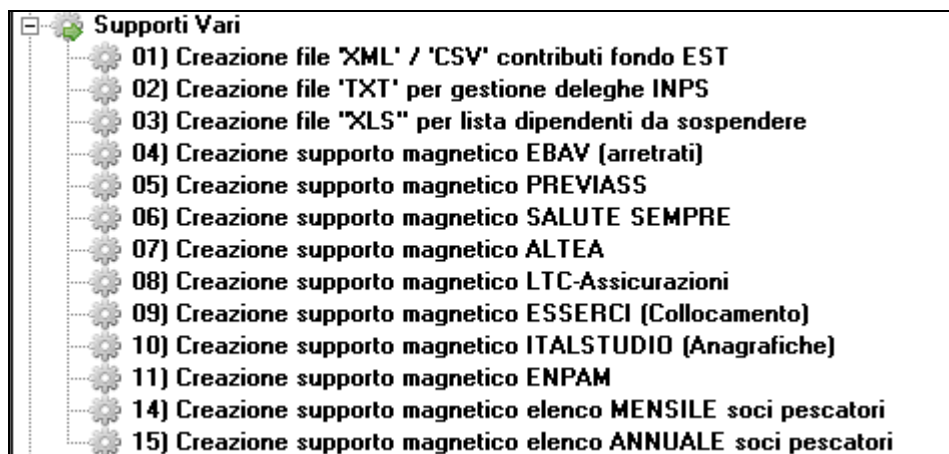 Supporti Vari
01) Creazione file 'XML' / 'CSV' contributi fondo EST
02) Creazione file 'TXT' per gestione deleghe INPS
03) Creazione file "XLS" per lista dipendenti da sospendere
04) Creazione supporto magnetico EBAV (arretrati)
05) Creazione supporto magnetico PREVIASS
06) Creazione supporto magnetico SALUTE SEMPRE
07) Creazione supporto magnetico ALTEA
08) Creazione supporto magnetico LTC-Assicurazioni
09) Creazione supporto magnetico ESSERCI (Collocamento)
10) Creazione supporto magnetico ITALSTUDIO (Anagrafiche)
11) Creazione supporto magnetico ENPAM
14) Creazione supporto magnetico elenco MENSILE soci pescatori
15) Creazione supporto magnetico elenco ANNUALE soci pescatori